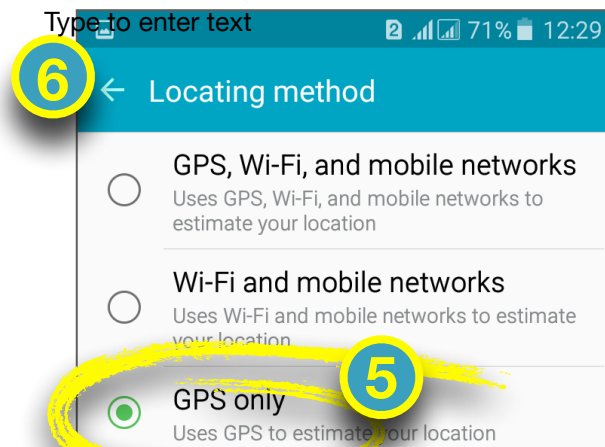 Type to enter text
2 71% 12:29
6
Locating method
GPS, Wi-Fi, and mobile networks
Uses GPS, Wi-Fi, and mobile networks to
estimate your location
Wi-Fi and mobile networks
Uses Wi-Fi and mobile networks to estimate
your location
5
GPS only
Uses GPS to estimate your location